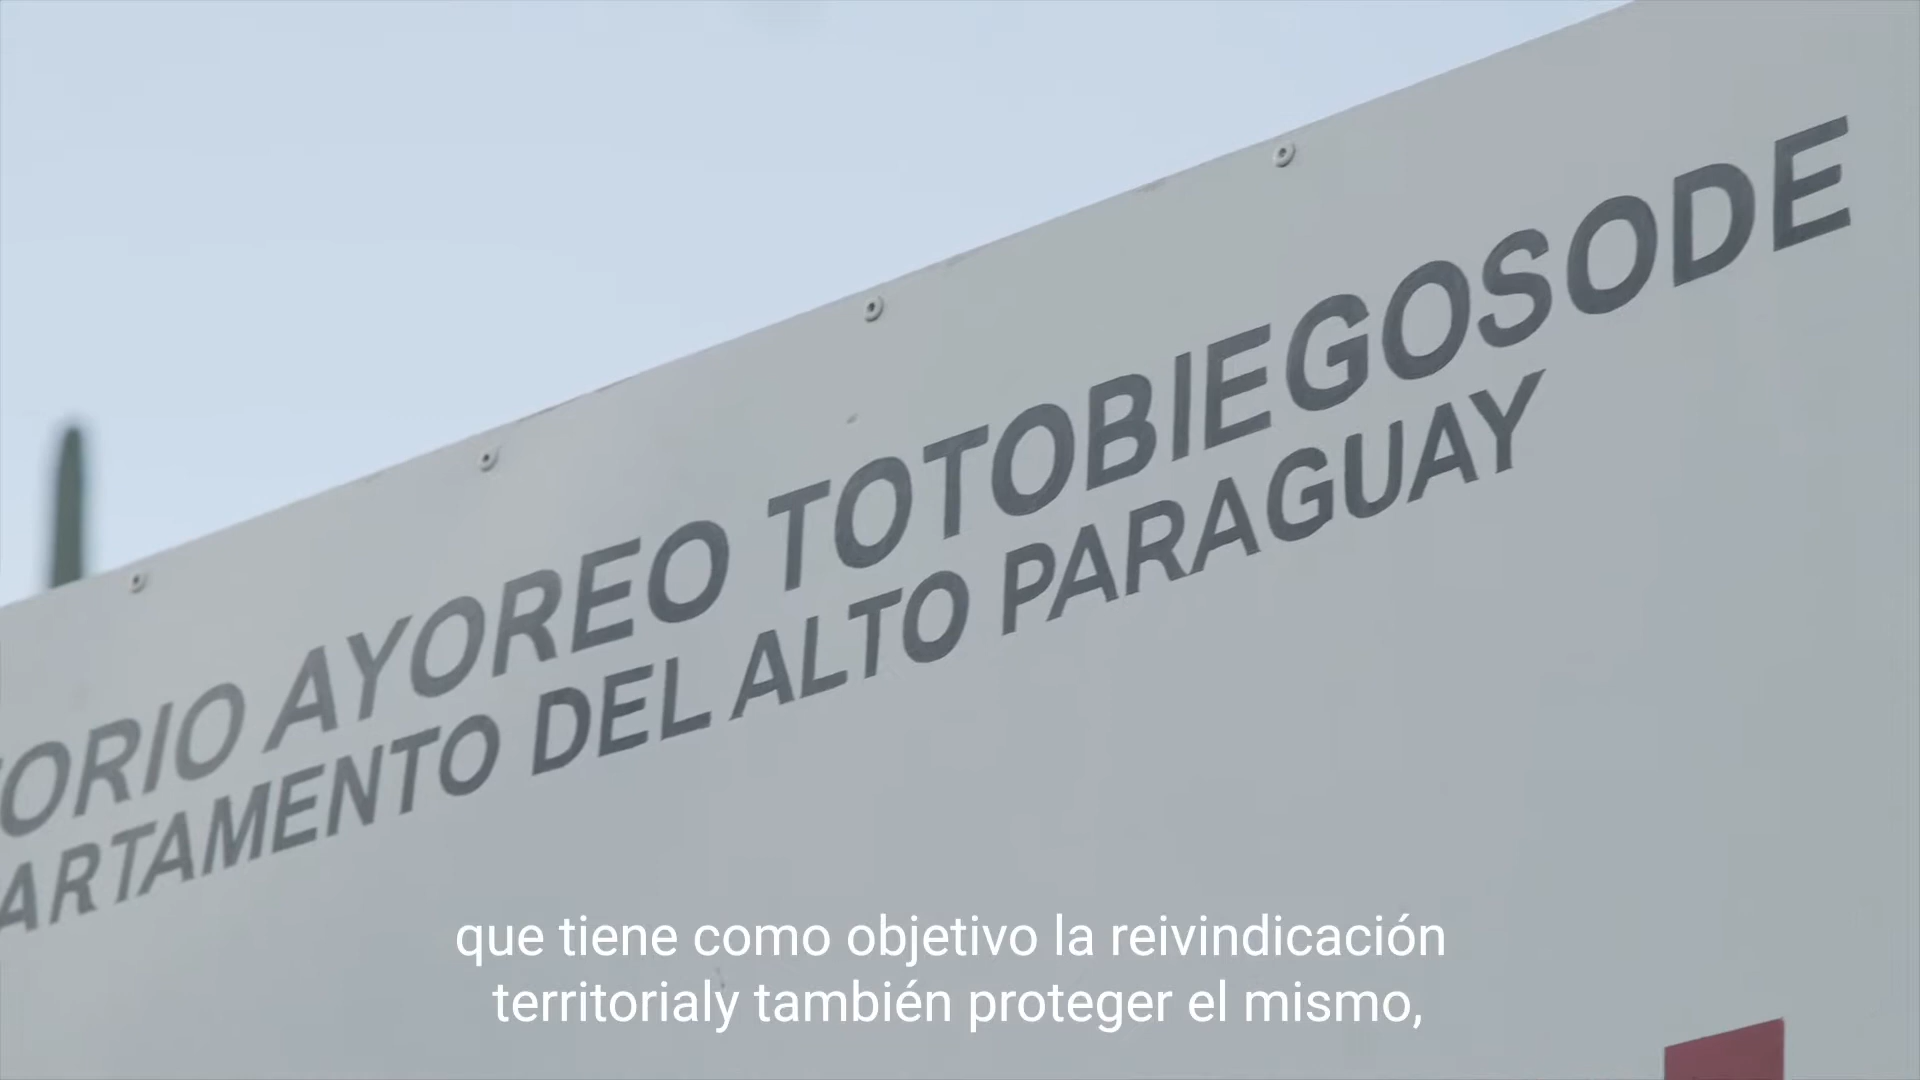 ORIO AYOREO TOTOBIEGOSODE
ARTAMENTO DEL ALTO PARAGUAY
que tiene como objetivo la reivindicación
territorialy también proteger el mismo,